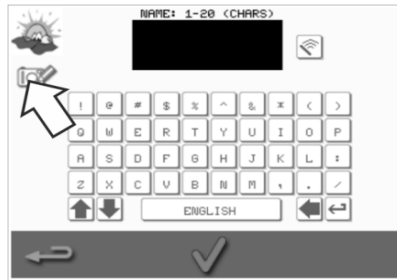 NAME: 1-20 (CHARS)
! @ # $ % ^ & * ( )
Q W E R T Y U I O P
A S D F G H J K L :
Z X C V B N M , . /
ENGLISH